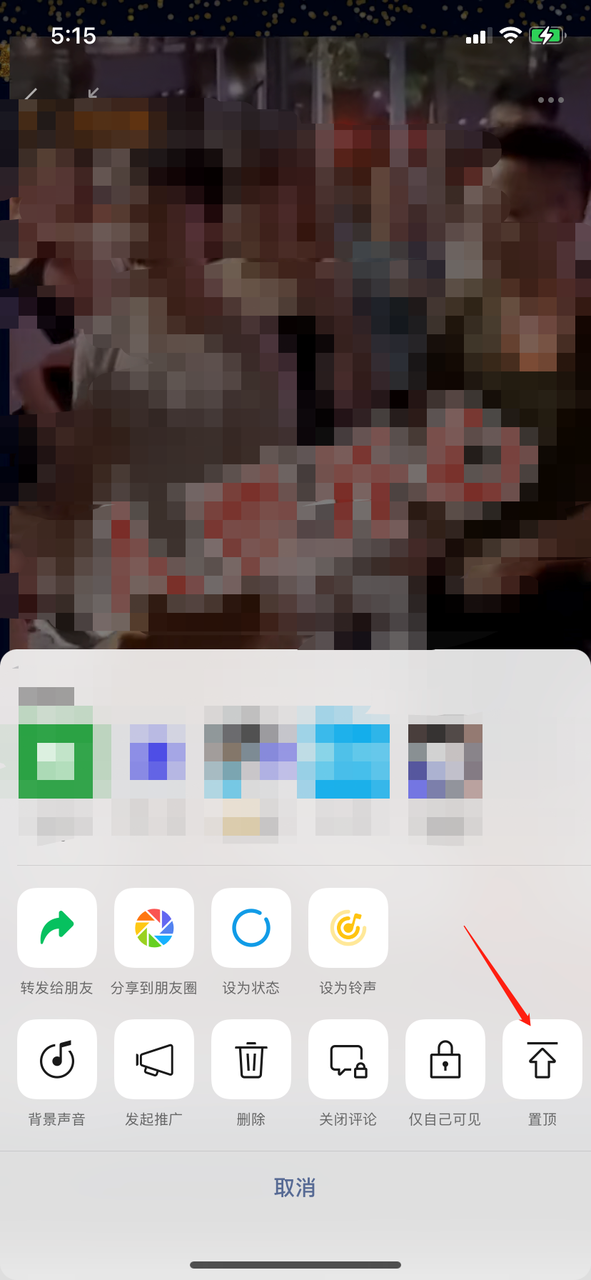 5:15
转发给朋友
分享到朋友圈
设为状态
设为铃声
背景声音
发起推广
删除
关闭评论
仅自己可见
置顶
取消